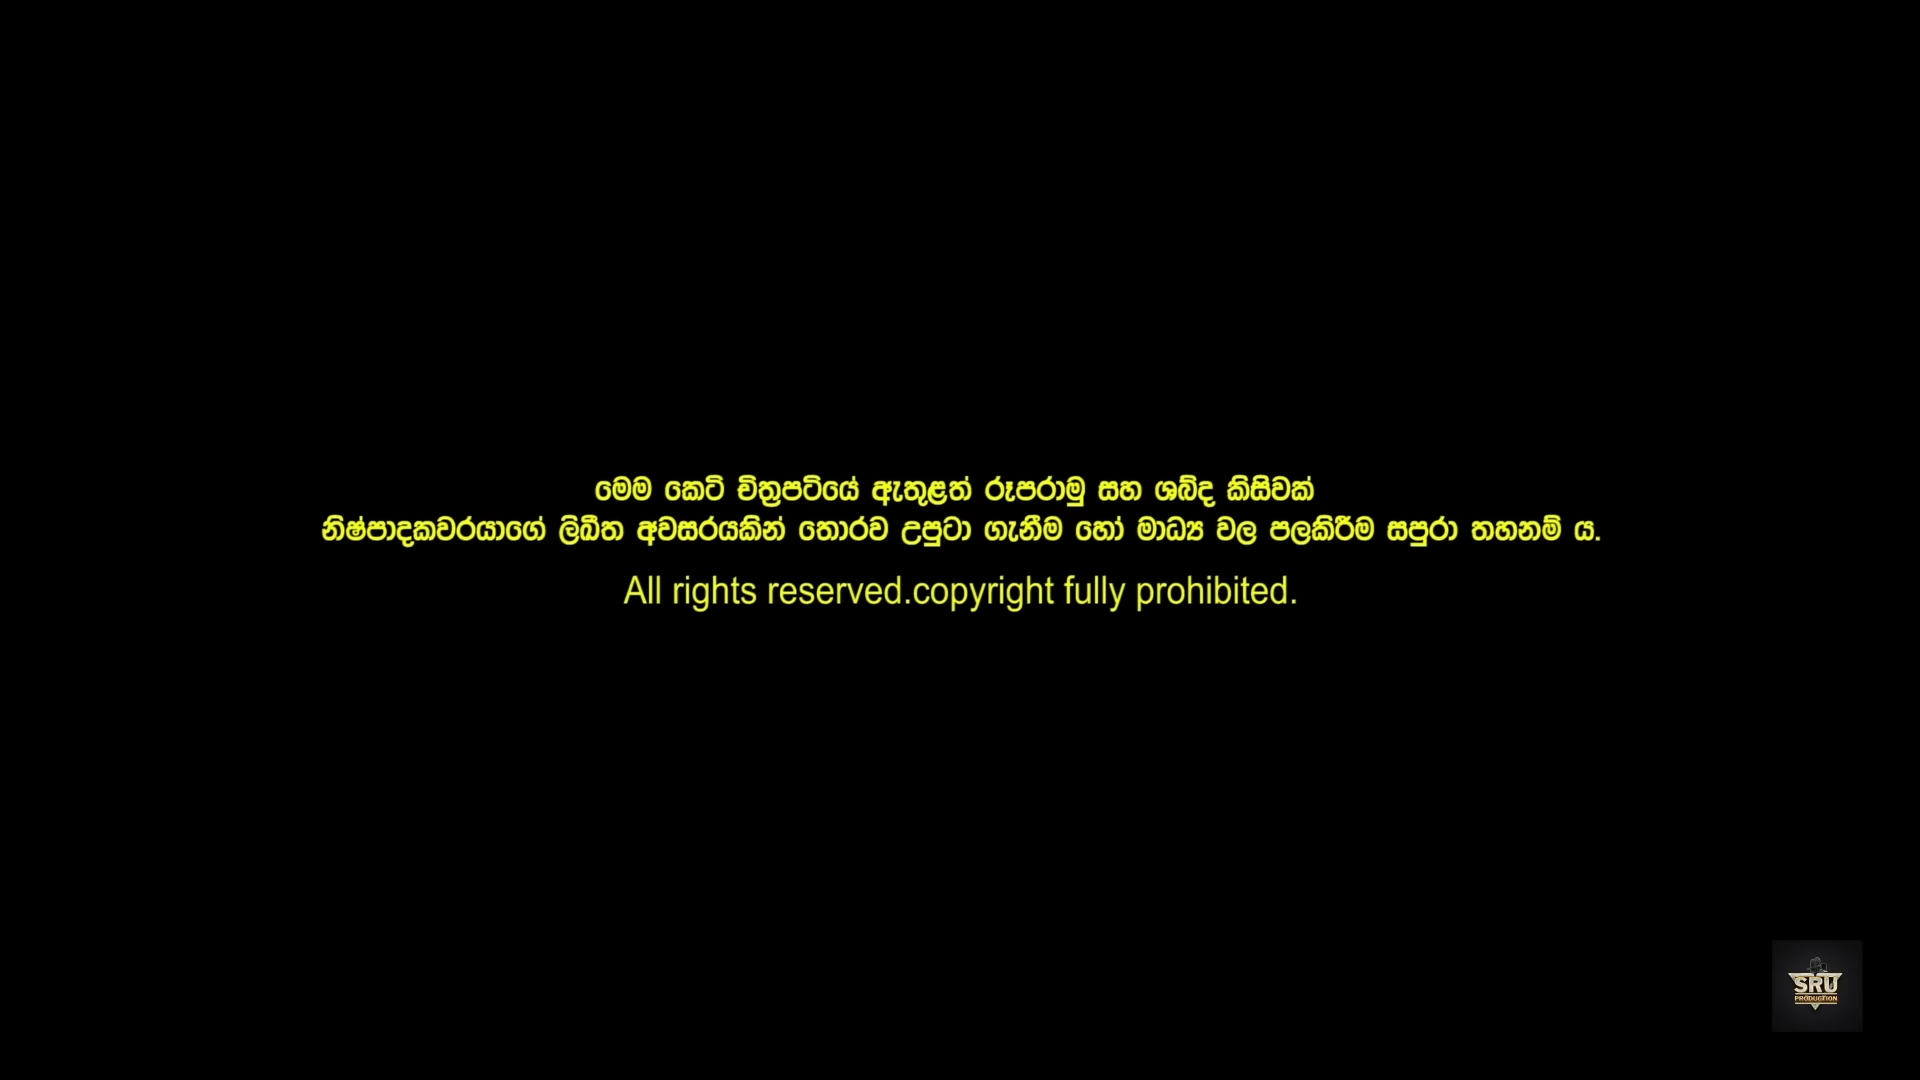 මෙම කෙටි චිත්‍රපටියේ ඇතුළත් රූපරාමු සහ ශබ්ද කිසිවක්
නිෂ්පාදකවරයාගේ ලිඛීත අවසරයකින් තොරව උපුටා ගැනීම හෝ මාධ්‍ය වල පලකිරීම සපුරා තහනම් ය.
All rights reserved.copyright fully prohibited.
SRU
PRODUCTION